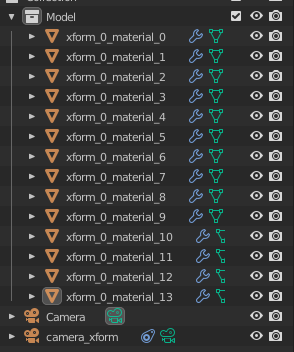 Model
xform_0_material_0
xform_0_material_1
xform_0_material_2
xform_0_material_3
xform_0_material_4
xform_0_material_5
xform_0_material_6
xform_0_material_7
xform_0_material_8
xform_0_material_9
xform_0_material_10
xform_0_material_11
xform_0_material_12
xform_0_material_13
Camera
camera_xform